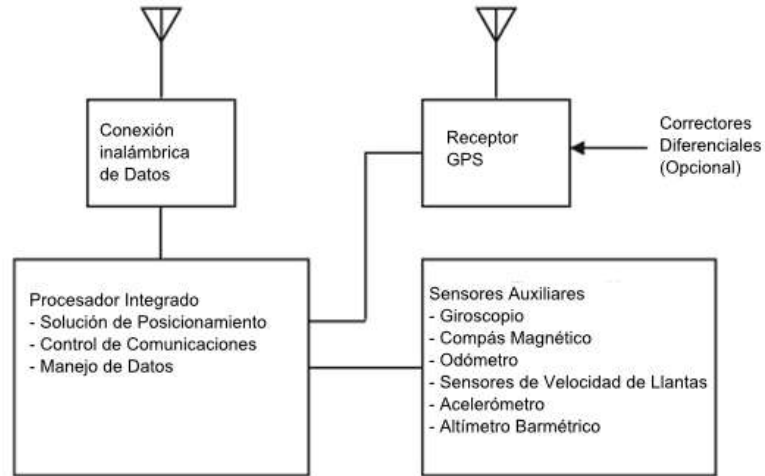 Conexión
inalámbrica
de Datos
Receptor
GPS
Correctores
Diferenciales
(Opcional)
Procesador Integrado
- Solución de Posicionamiento
- Control de Comunicaciones
- Manejo de Datos
Sensores Auxiliares
- Giroscopio
- Compás Magnético
- Odómetro
- Sensores de Velocidad de Llantas
- Acelerómetro
- Altímetro Barmétrico